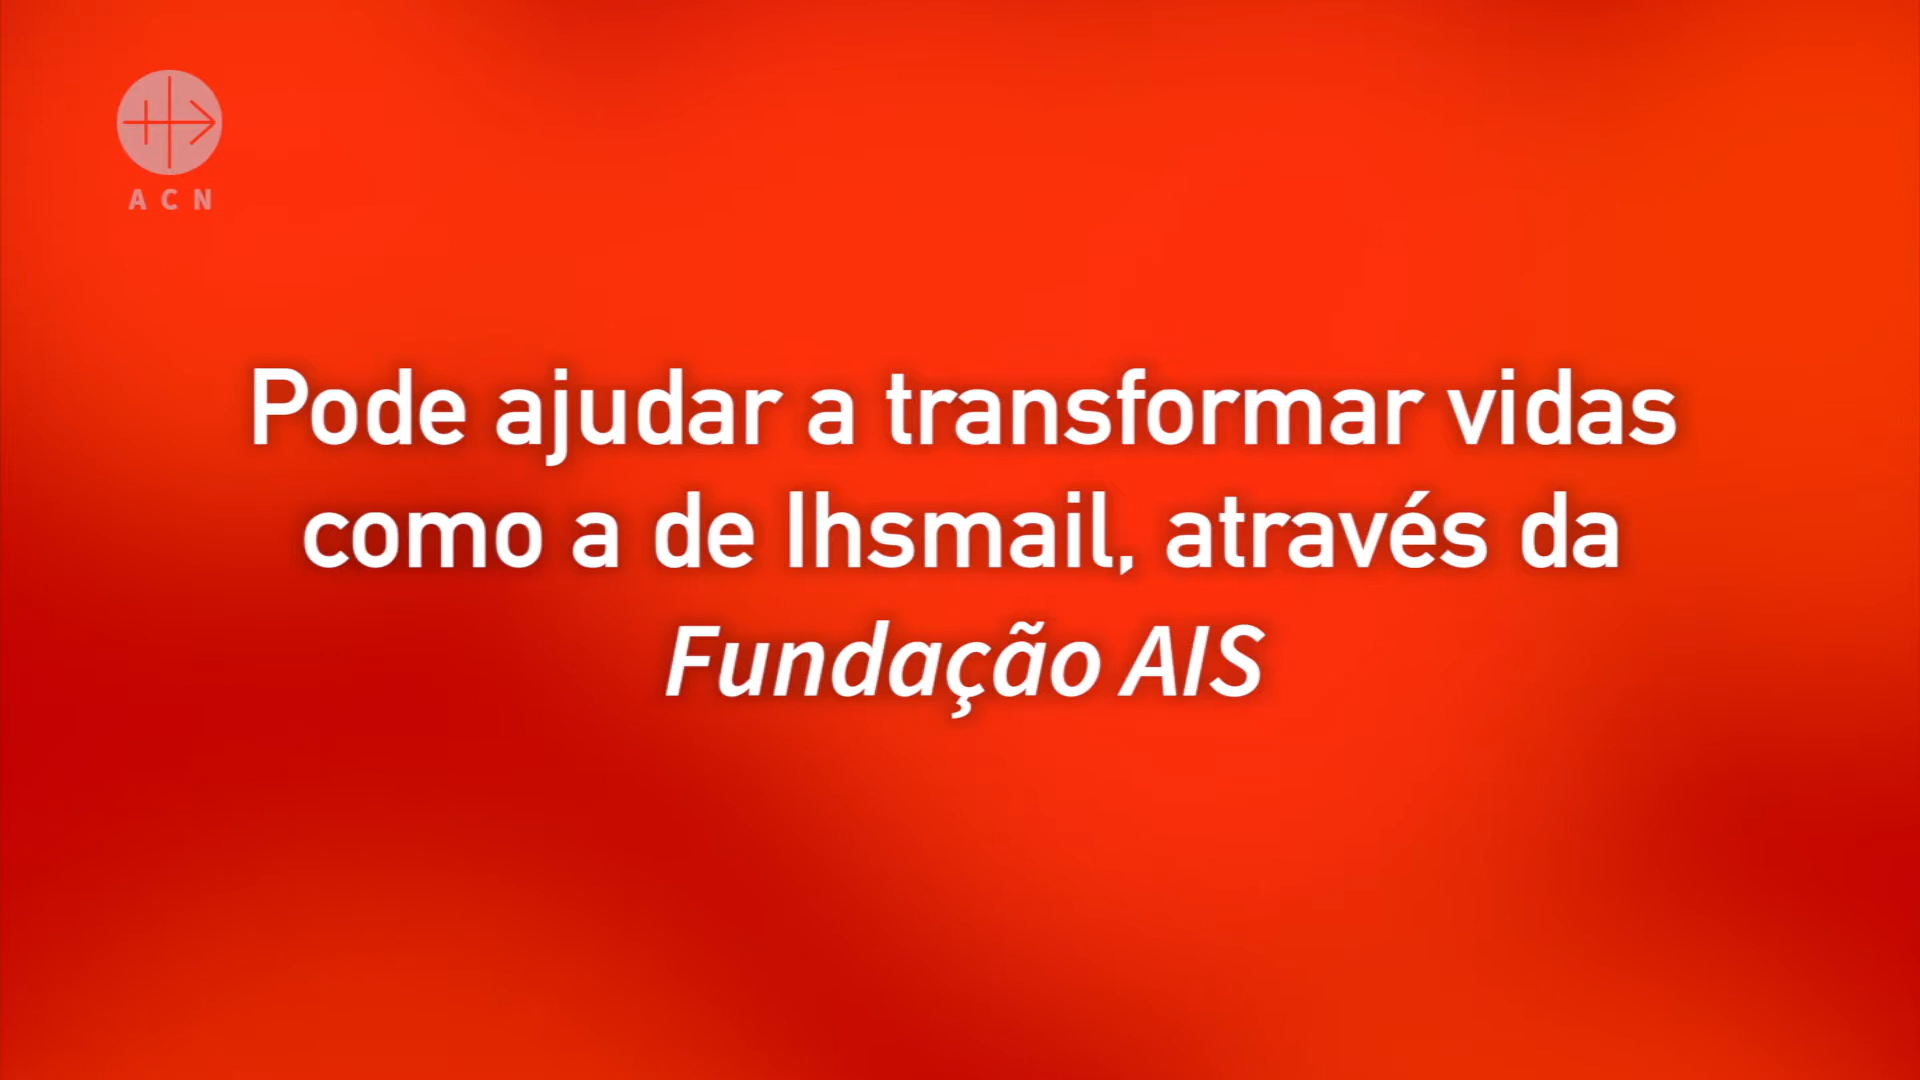 ACN
Pode ajudar a transformar vidas
como a de Ihsmail, através da
Fundação AIS